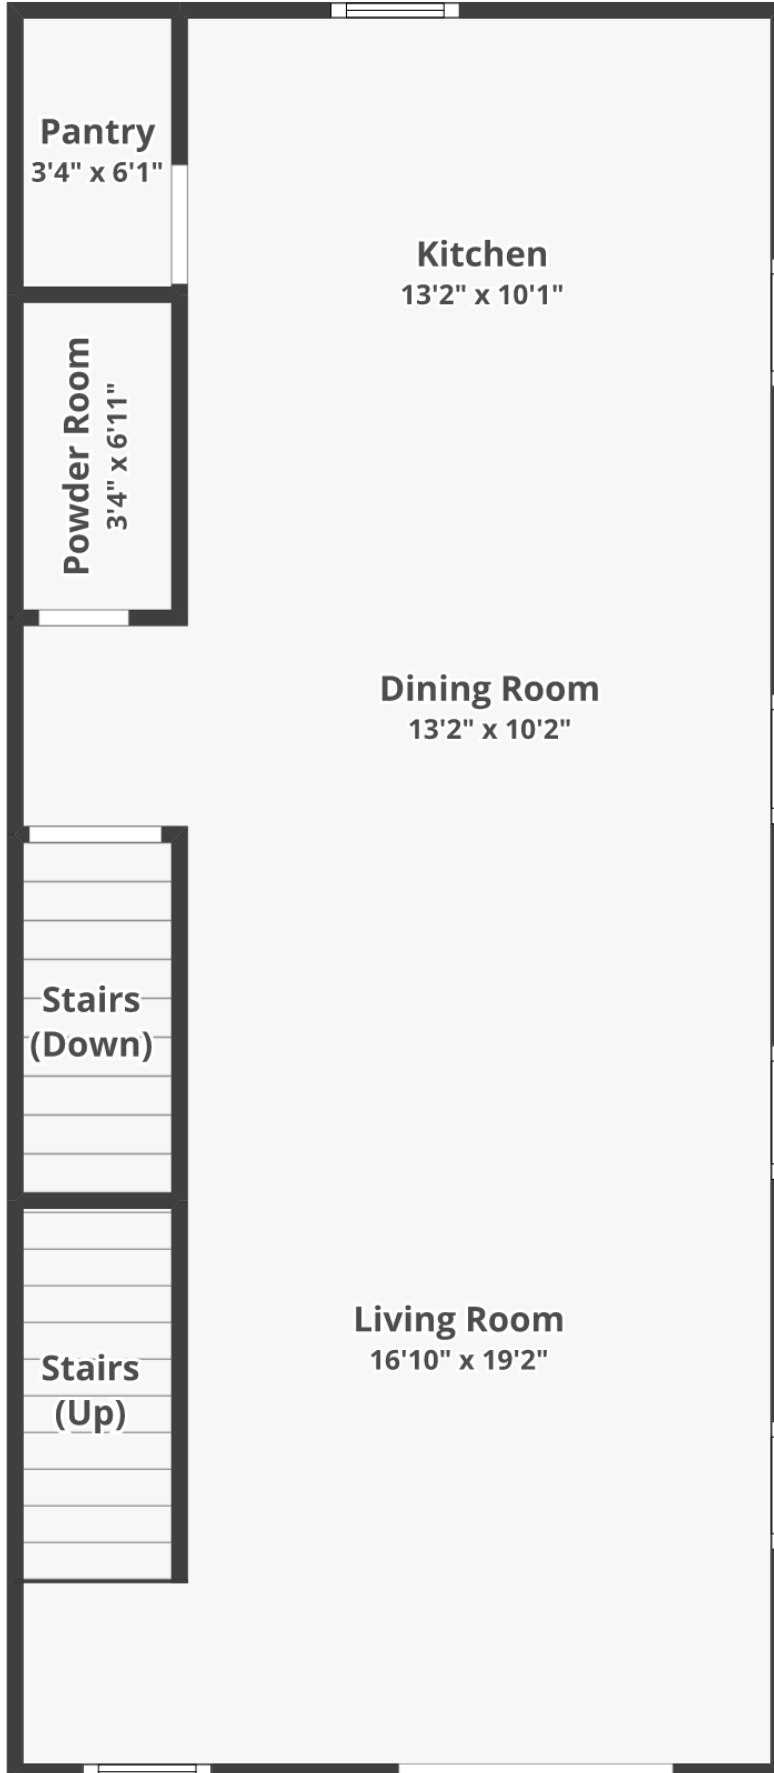 Pantry
3'4" x 6'1"
Kitchen
13'2" x 10'1"
Powder Room
3'4" x 6'11"
Dining Room
13'2" x 10'2"
Stairs
(Down)
Living Room
16'10" x 19'2"
Stairs
(Up)